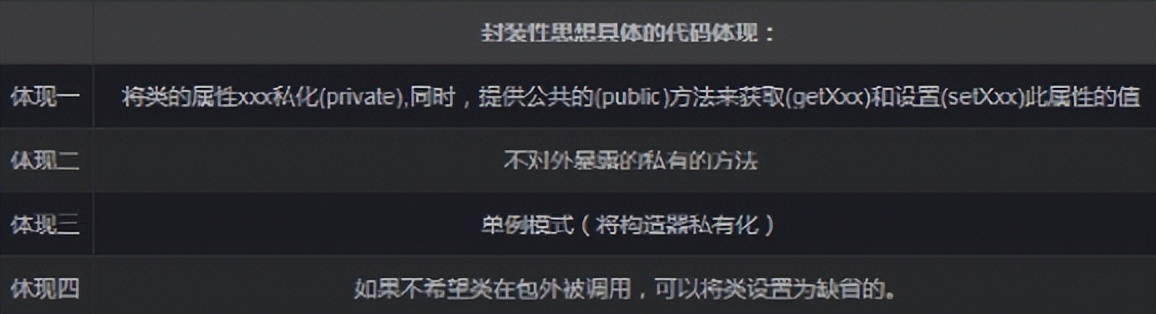 封装性思想具体的代码体现：
体现一 将类的属性xxx私化(private),同时，提供公共的(public)方法来获取(getXxx)和设置(setXxx)此属性的值
体现二 不对外暴露的私有的方法
体现三 单例模式（将构造器私有化）
体现四 如果不希望类在包外被调用，可以将类设置为缺省的。